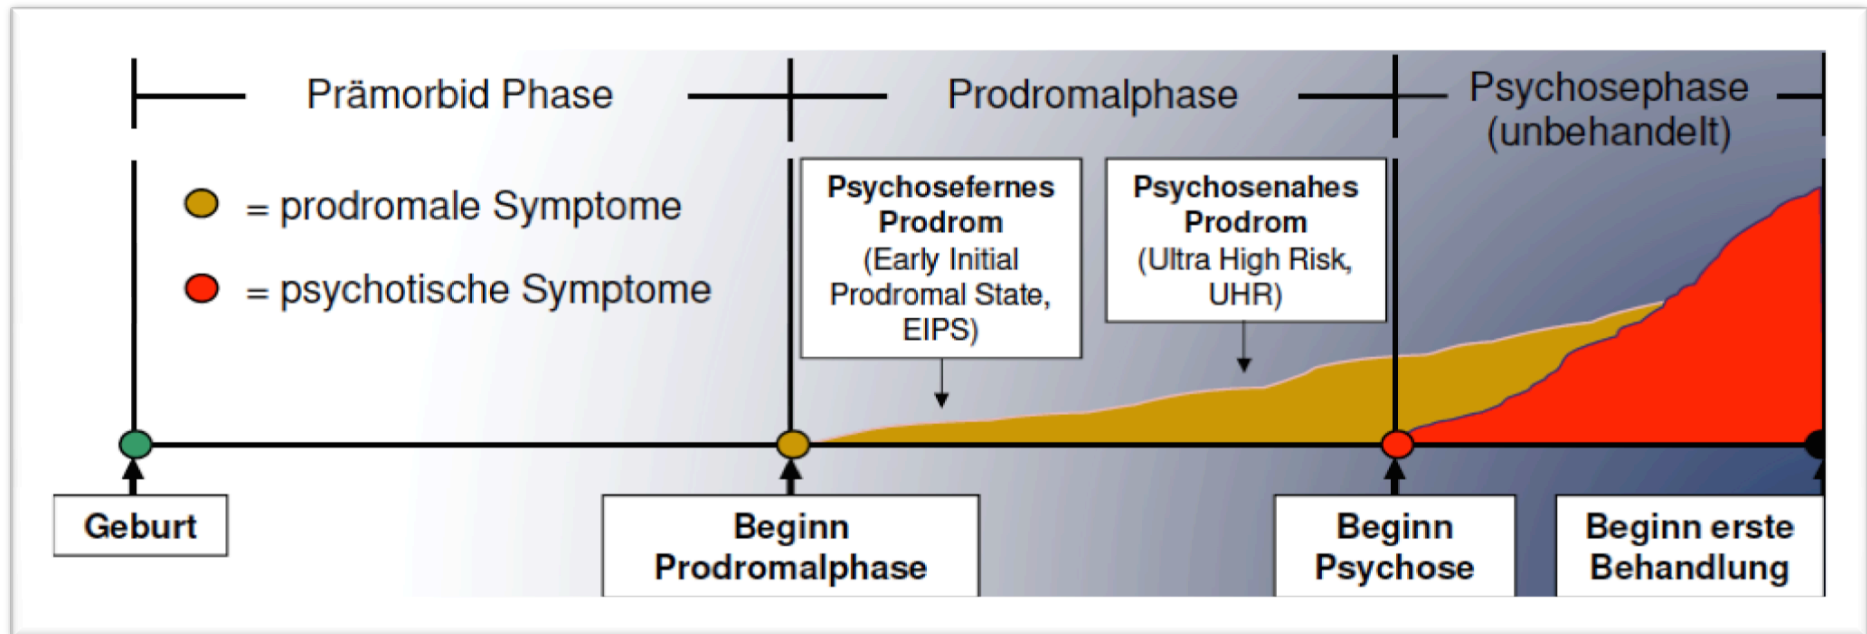 Prämorbid Phase
Prodromalphase
Psychosephase
(unbehandelt)
= prodromale Symptome
= psychotische Symptome
Psychosefernes
Prodrom
(Early Initial
Prodromal State,
EIPS)
Psychosenahes
Prodrom
(Ultra High Risk,
UHR)
Geburt
Beginn
Prodromalphase
Beginn
Psychose
Beginn erste
Behandlung